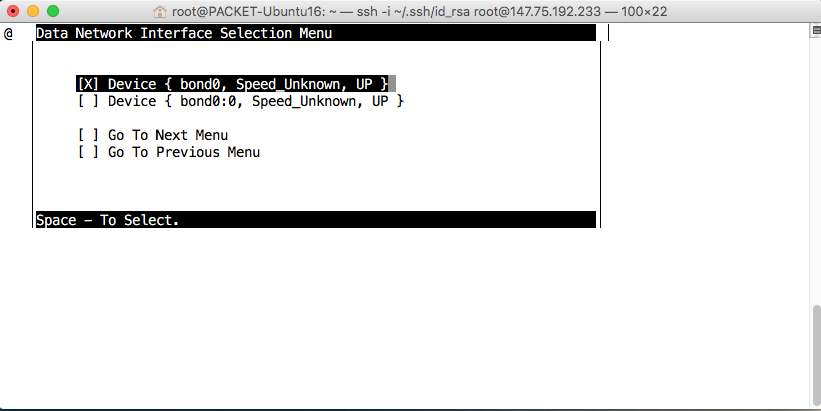 root@PACKET-Ubuntu16: ~ — ssh -i ~/.ssh/id_rsa root@147.75.192.233 — 100×22
@ Data Network Interface Selection Menu
[X] Device { bond0, Speed_Unknown, UP }
[ ] Device { bond0:0, Speed_Unknown, UP }
[ ] Go To Next Menu
[ ] Go To Previous Menu
Space – To Select.